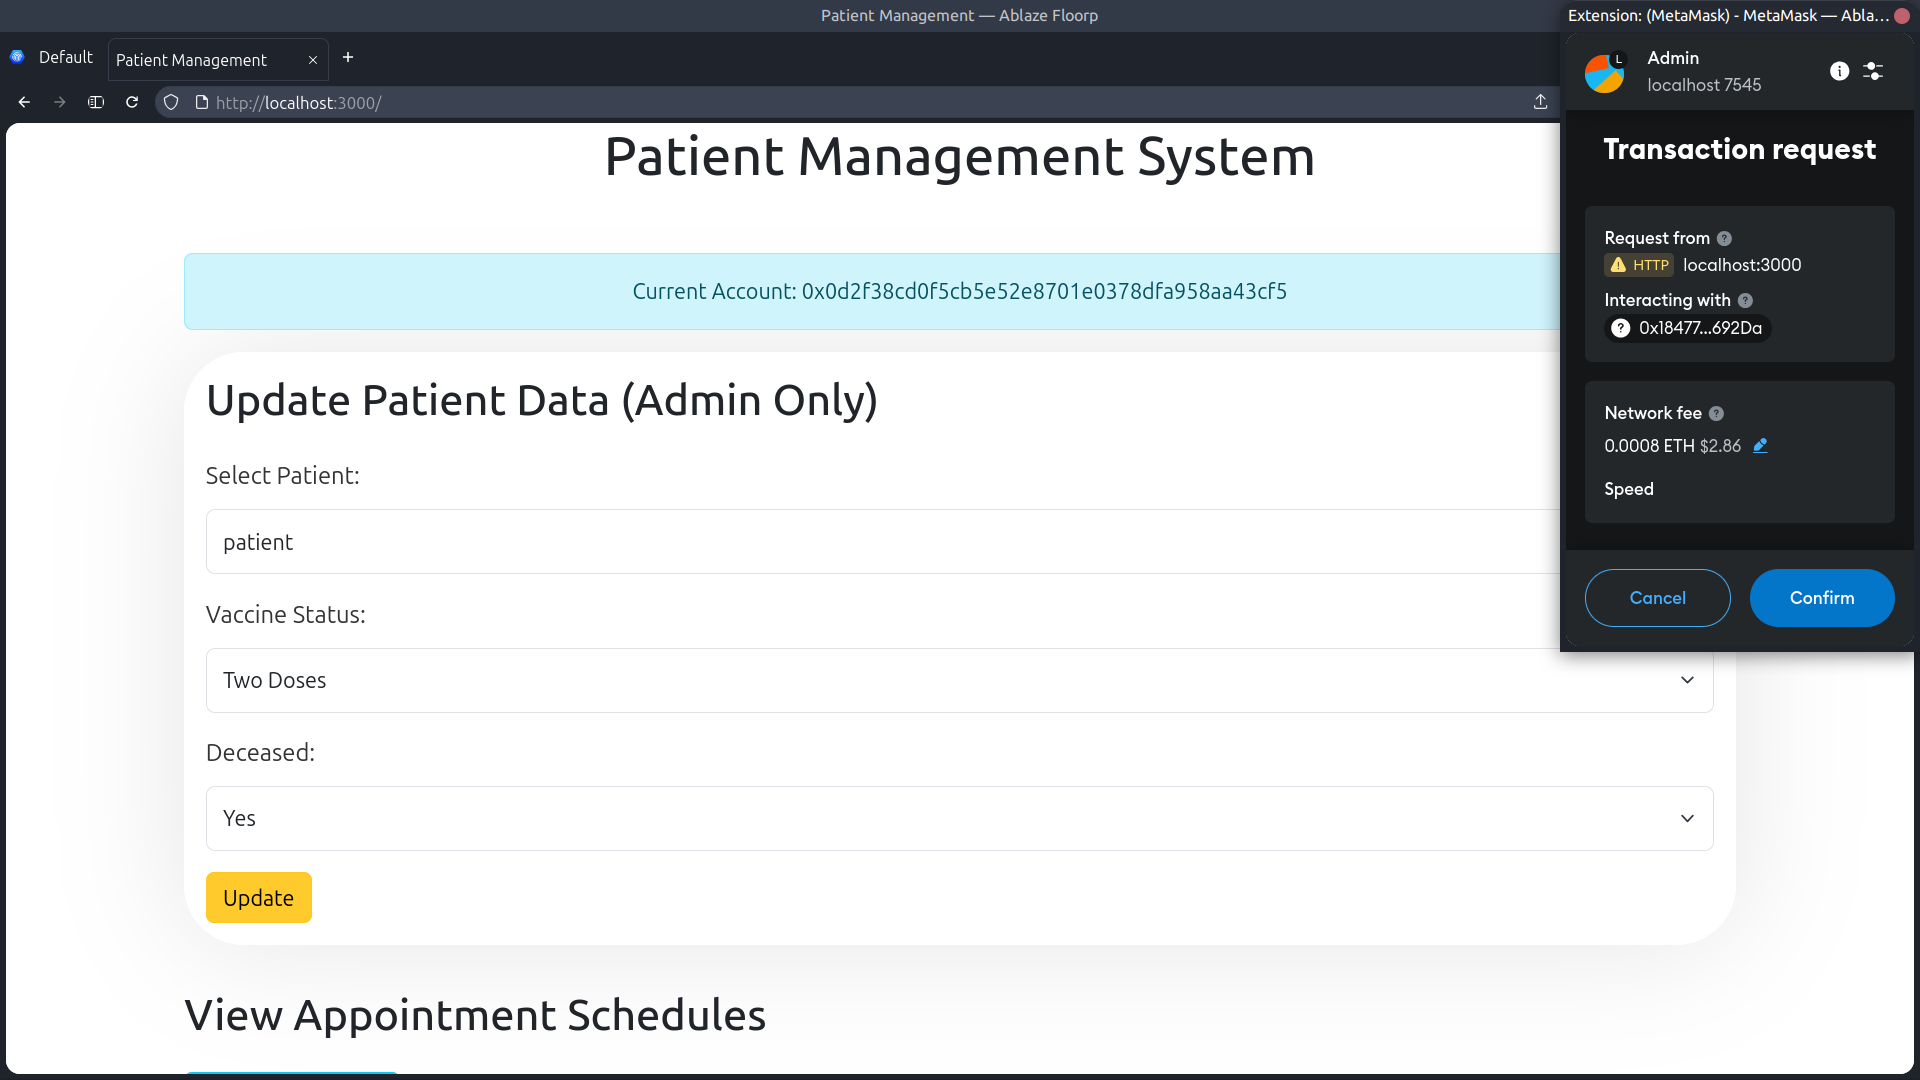 Patient Management — Ablaze Floorp
Default
Patient Management
http://localhost:3000/
Patient Management System
Current Account: 0x0d2f38cd0f5cb5e52e8701e0378dfa958aa43cf5
Update Patient Data (Admin Only)
Select Patient:
patient
Vaccine Status:
Two Doses
Deceased:
Yes
Update
View Appointment Schedules
Extension: (MetaMask) - MetaMask — Abla...
L
Admin
localhost 7545
Transaction request
Request from
HTTP localhost:3000
Interacting with
0x18477...692Da
Network fee
0.0008 ETH $2.86
Speed
Cancel
Confirm